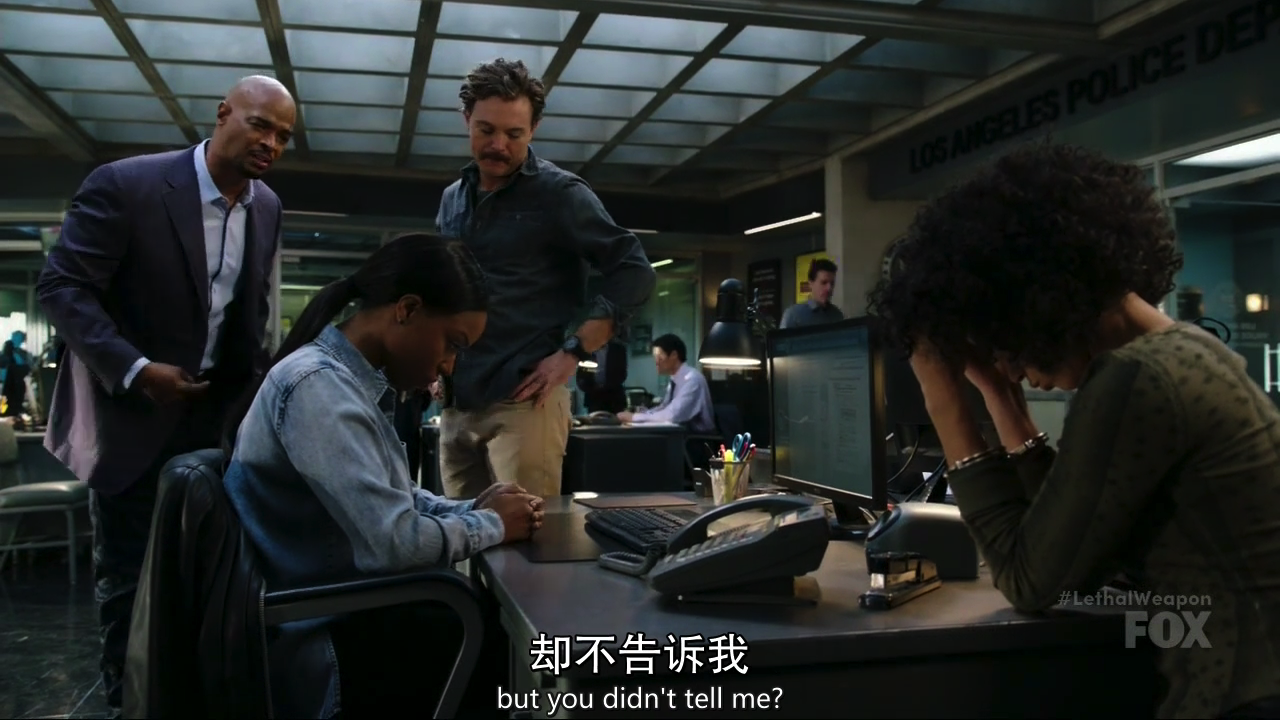 LOS ANGELES POLICE DEP
#LethalWeapon
FOX
却不告诉我
but you didn't tell me?